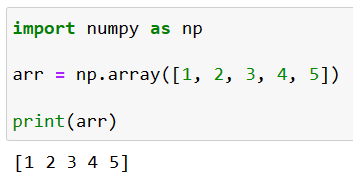 import numpy as np
arr = np.array([1, 2, 3, 4, 5])
print(arr)
[1 2 3 4 5]